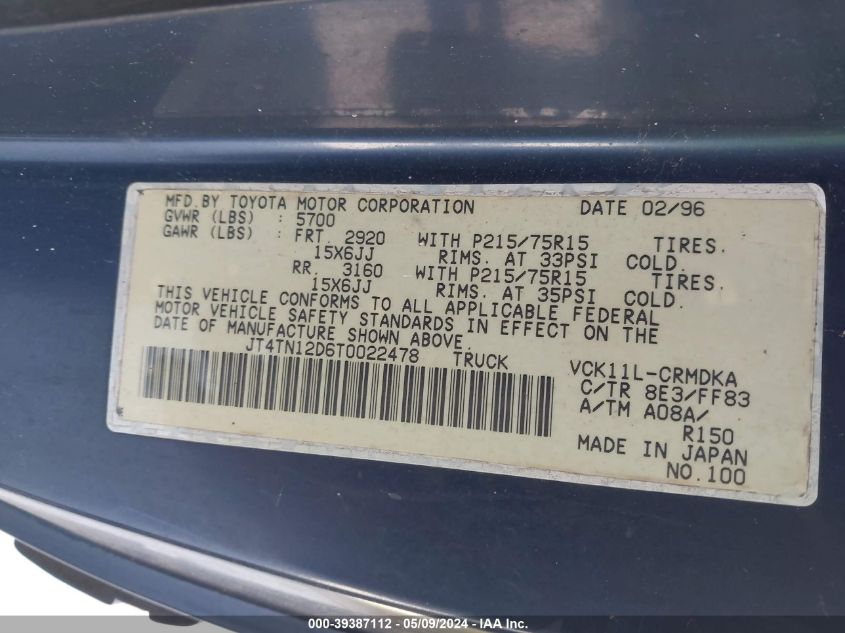 MFD.BY TOYOTA MOTOR CORPORATION DATE 02/96
GVWR (LBS) : 5700
GAWR (LBS) : FRT. 2920 WITH P215/75R15 TIRES.
15X6JJ RIMS. AT 33PSI COLD.
RR. 3160 WITH P215/75R15 TIRES.
15X6JJ RIMS. AT 35PSI COLD.
THIS VEHICLE CONFORMS TO ALL APPLICABLE FEDERAL
MOTOR VEHICLE SAFETY STANDARDS IN EFFECT ON THE
DATE OF MANUFACTURE SHOWN ABOVE.
JT4TN12D6T0022478 TRUCK VCK11L-CRMDKA
C/TR 8E3/FF83
A/TM A08A/
R150
MADE IN JAPAN
NO.100
000-39387112 - 05/09/2024 - IAA Inc.